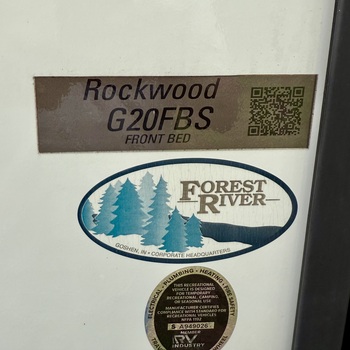 Rockwood
G20FBS
FRONT BED
FOREST
RIVER
GOSHEN, IN • CORPORATE HEADQUARTERS
ELECTRICAL • PLUMBING • HEATING • FIRE SAFETY
THIS RECREATIONAL
VEHICLE IS DESIGNED
FOR TEMPORARY
RECREATIONAL, CAMPING,
OR SEASONAL USE
MANUFACTURER CERTIFIES
COMPLIANCE WITH STANDARD FOR
RECREATIONAL VEHICLES
NFPA 1192
MEMBER
RV
INDUSTRY